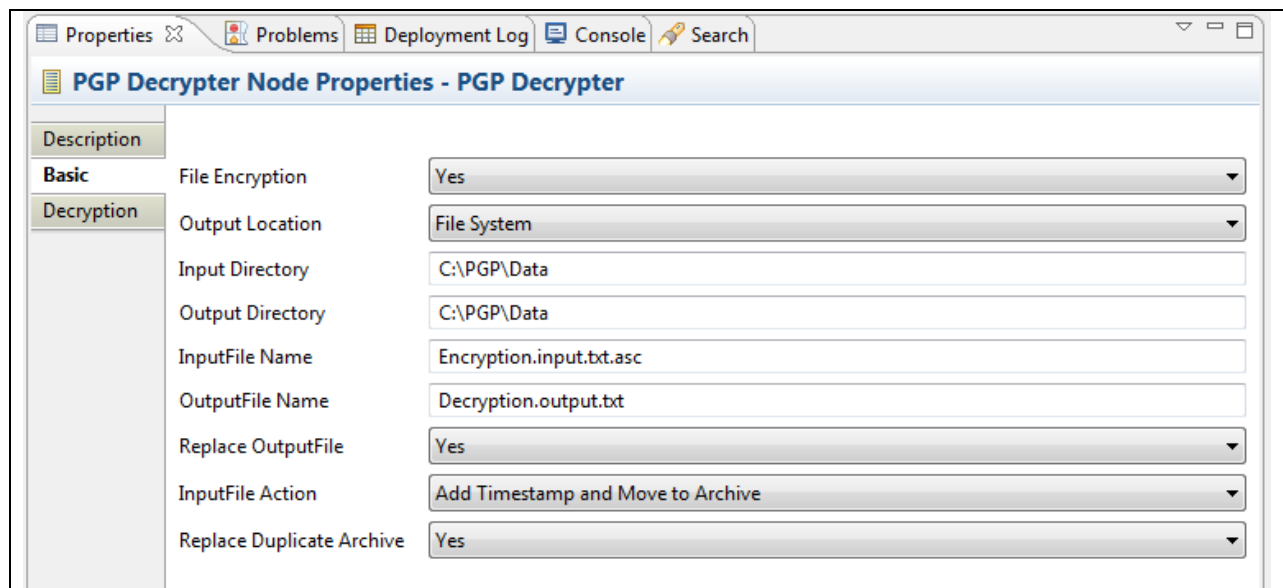 Properties Problems Deployment Log Console Search
PGP Decrypter Node Properties - PGP Decrypter
Description
Basic
Decryption
File Encryption Yes
Output Location File System
Input Directory C:\PGP\Data
Output Directory C:\PGP\Data
InputFile Name Encryption.input.txt.asc
OutputFile Name Decryption.output.txt
Replace OutputFile Yes
InputFile Action Add Timestamp and Move to Archive
Replace Duplicate Archive Yes